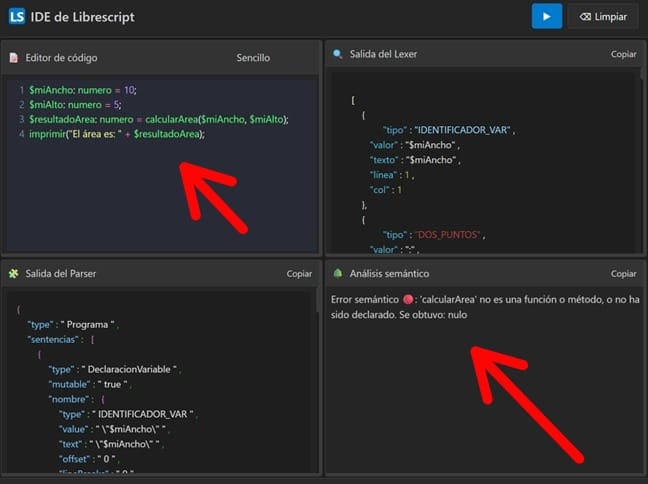 LS IDE de Librescript
Limpiar
Editor de código
Sencillo
1 $miAncho: numero = 10;
2 $miAlto: numero = 5;
3 $resultadoArea: numero = calcularArea($miAncho, $miAlto);
4 imprimir("El área es: " + $resultadoArea);
Salida del Lexer
Copiar
[
{
"tipo" : "IDENTIFICADOR_VAR" ,
"valor" : "$miAncho" ,
"texto" : "$miAncho" ,
"línea" : 1 ,
"col" : 1
},
{
"tipo" : "DOS_PUNTOS" ,
"valor" : ":" ,
Salida del Parser
Copiar
{
"type" : " Programa " ,
"sentencias" : [
{
"type" : " DeclaracionVariable " ,
"mutable" : " true " ,
"nombre" : {
"type" : " IDENTIFICADOR_VAR " ,
"value" : " \"$miAncho\" " ,
"text" : " \"$miAncho\" " ,
"offset" : " 0 " ,
"lineBreaks" : " 0 "
Análisis semántico
Copiar
Error semántico : 'calcularArea' no es una función o método, o no ha
sido declarado. Se obtuvo: nulo